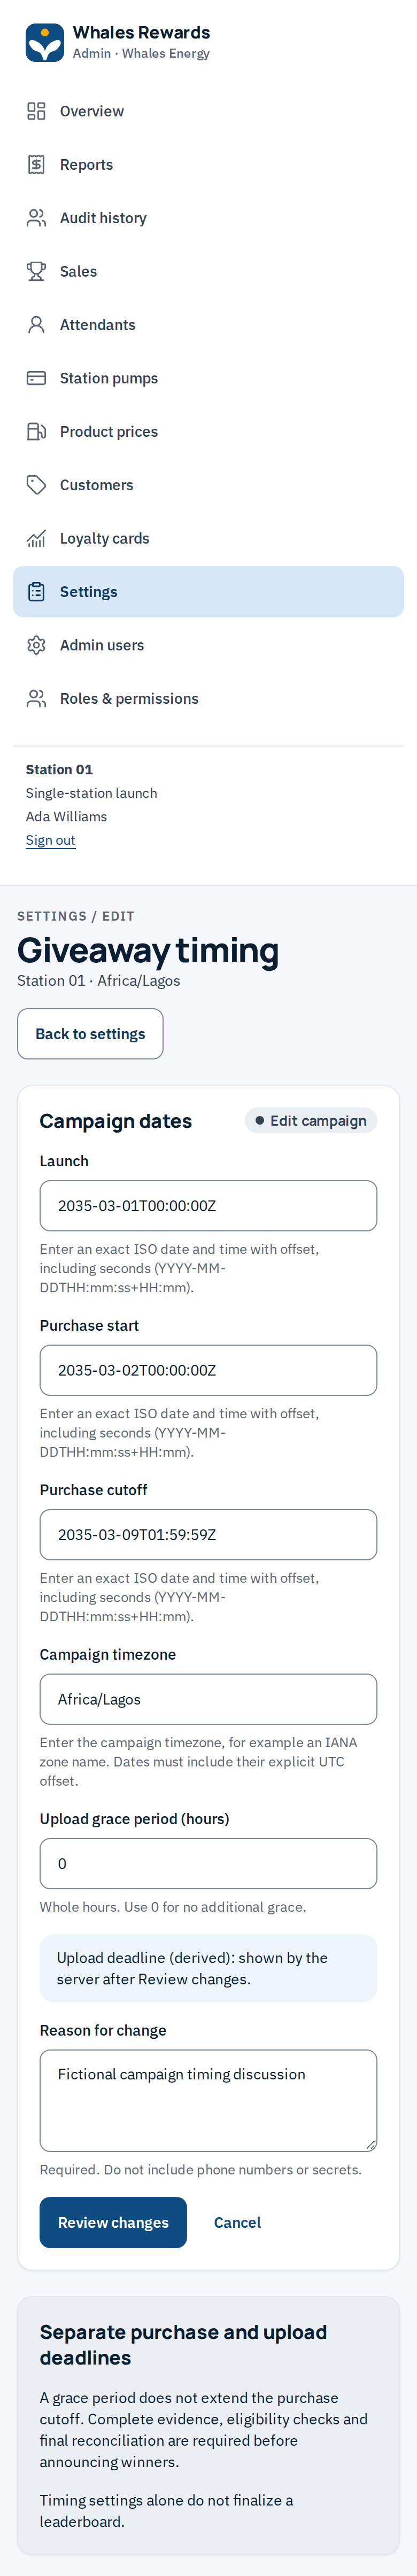 Whales Rewards
Admin · Whales Energy
Overview
Reports
Audit history
Sales
Attendants
Station pumps
Product prices
Customers
Loyalty cards
Settings
Admin users
Roles & permissions
Station 01
Single-station launch
Ada Williams
Sign out
SETTINGS / EDIT
Giveaway timing
Station 01 · Africa/Lagos
Back to settings
Campaign dates
Edit campaign
Launch
2035-03-01T00:00:00Z
Enter an exact ISO date and time with offset,
including seconds (YYYY-MM-
DDTHH:mm:ss+HH:mm).
Purchase start
2035-03-02T00:00:00Z
Enter an exact ISO date and time with offset,
including seconds (YYYY-MM-
DDTHH:mm:ss+HH:mm).
Purchase cutoff
2035-03-09T01:59:59Z
Enter an exact ISO date and time with offset,
including seconds (YYYY-MM-
DDTHH:mm:ss+HH:mm).
Campaign timezone
Africa/Lagos
Enter the campaign timezone, for example an IANA
zone name. Dates must include their explicit UTC
offset.
Upload grace period (hours)
0
Whole hours. Use 0 for no additional grace.
Upload deadline (derived): shown by the
server after Review changes.
Reason for change
Fictional campaign timing discussion
Required. Do not include phone numbers or secrets.
Review changes
Cancel
Separate purchase and upload
deadlines
A grace period does not extend the purchase
cutoff. Complete evidence, eligibility checks and
final reconciliation are required before
announcing winners.
Timing settings alone do not finalize a
leaderboard.